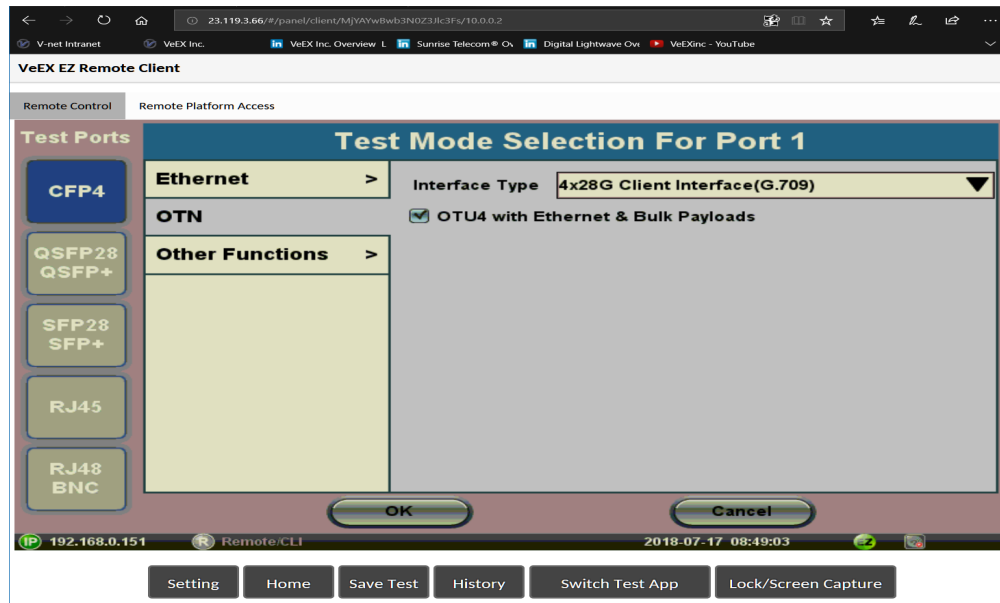 23.119.3.66/#/panel/client/MjYAYwBwb3N0Z3Jlc3Fs/10.0.0.2
V-net Intranet VeEX Inc. VeEX Inc. Overview L Sunrise Telecom® Ov Digital Lightwave Ove VeEXinc - YouTube
VeEX EZ Remote Client
Remote Control Remote Platform Access
Test Ports
Test Mode Selection For Port 1
CFP4
QSFP28
QSFP+
SFP28
SFP+
RJ45
RJ48
BNC
Ethernet >
OTN
Other Functions >
Interface Type 4x28G Client Interface(G.709)
OTU4 with Ethernet & Bulk Payloads
OK Cancel
IP 192.168.0.151 R Remote/CLI 2018-07-17 08:49:03 EZ
Setting Home Save Test History Switch Test App Lock/Screen Capture